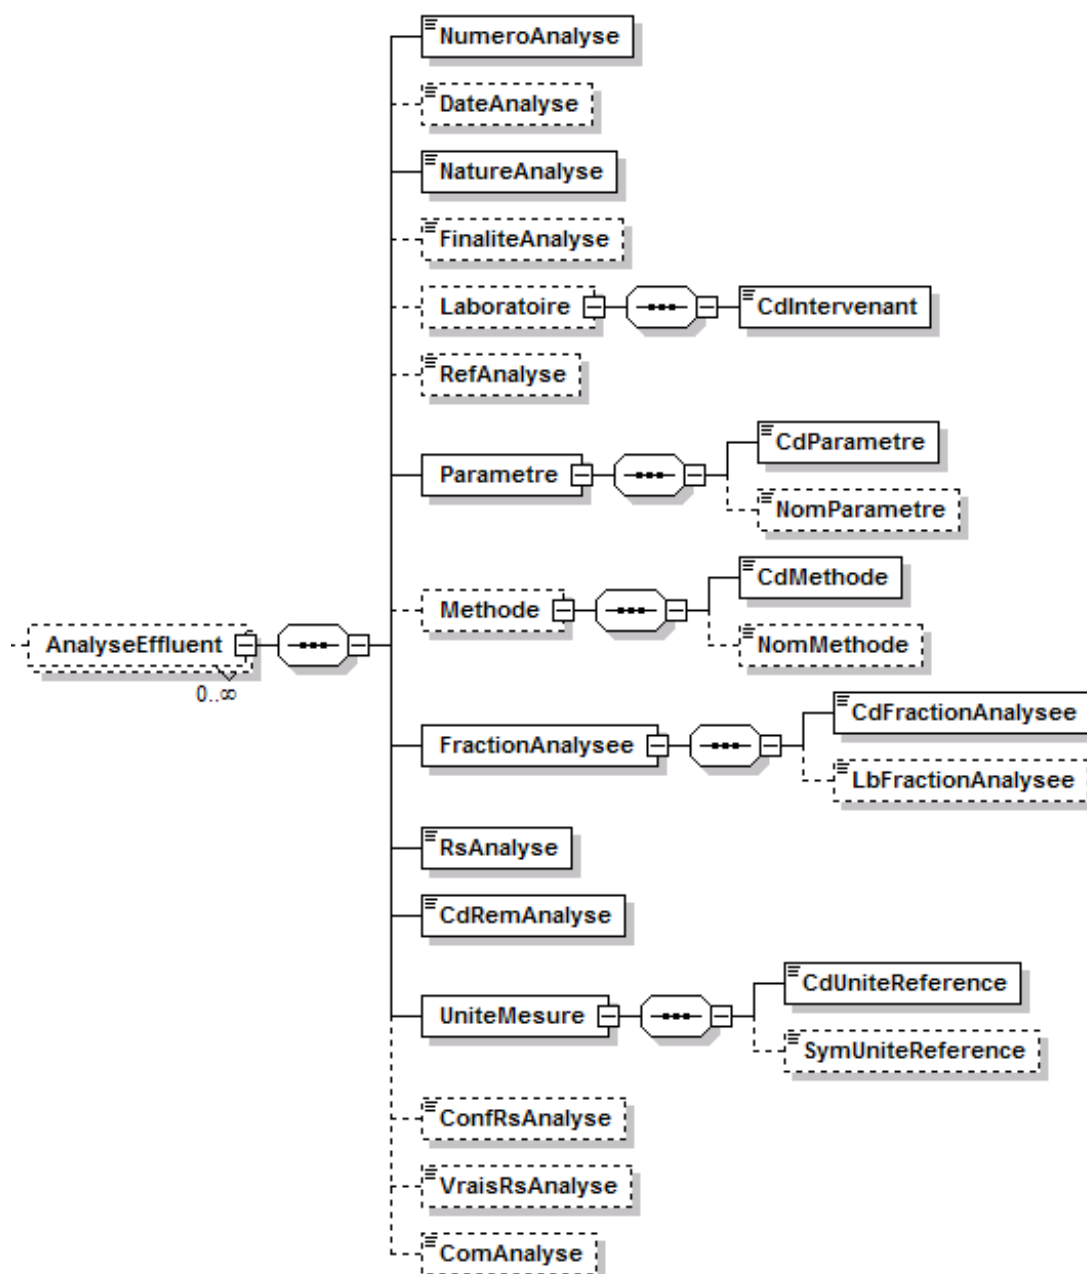 NumeroAnalyse
DateAnalyse
NatureAnalyse
FinaliteAnalyse
Laboratoire
CdIntervenant
RefAnalyse
Parametre
CdParametre
NomParametre
Methode
CdMethode
NomMethode
AnalyseEffluent
0..∞
FractionAnalysee
CdFractionAnalysee
LbFractionAnalysee
RsAnalyse
CdRemAnalyse
UniteMesure
CdUniteReference
SymUniteReference
ConfRsAnalyse
VraisRsAnalyse
ComAnalyse